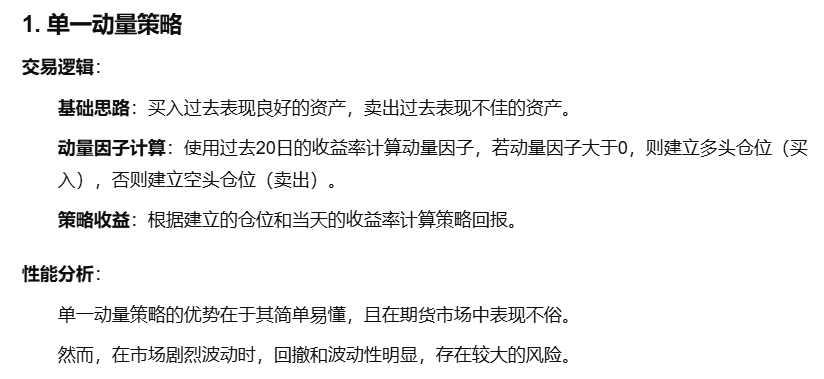 1. 单一动量策略
交易逻辑：
基础思路：买入过去表现良好的资产，卖出过去表现不佳的资产。
动量因子计算：使用过去20日的收益率计算动量因子，若动量因子大于0，则建立多头仓位（买
入），否则建立空头仓位（卖出）。
策略收益：根据建立的仓位和当天的收益率计算策略回报。
性能分析：
单一动量策略的优势在于其简单易懂，且在期货市场中表现不俗。
然而，在市场剧烈波动时，回撤和波动性明显，存在较大的风险。